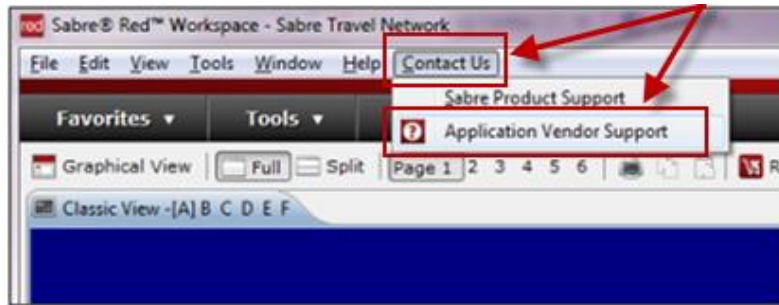 red Sabre® Red™ Workspace - Sabre Travel Network
File Edit View Tools Window Help Contact Us
Sabre Product Support
Favorites ▼ Tools ▼
Application Vendor Support
Graphical View Full Split Page 1 2 3 4 5 6 R
Classic View -[A] B C D E F